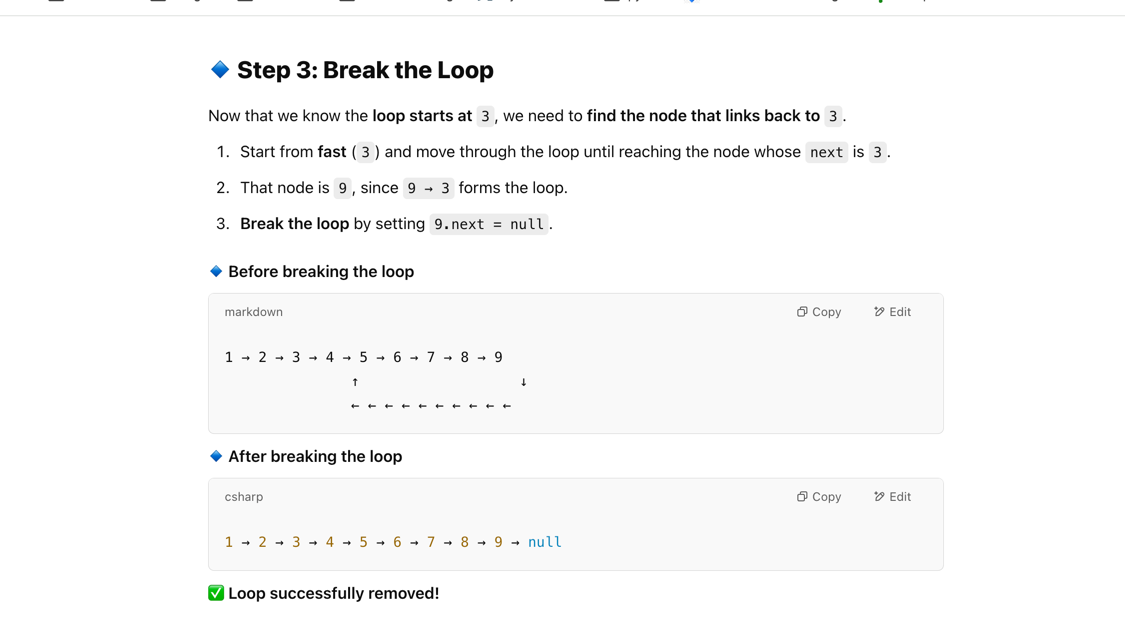 Step 3: Break the Loop
Now that we know the loop starts at 3, we need to find the node that links back to 3.
1. Start from fast (3) and move through the loop until reaching the node whose next is 3.
2. That node is 9, since 9 → 3 forms the loop.
3. Break the loop by setting 9.next = null.
Before breaking the loop
markdown Copy Edit
1 → 2 → 3 → 4 → 5 → 6 → 7 → 8 → 9
↑ ↓
← ← ← ← ← ← ← ← ← ←
After breaking the loop
csharp Copy Edit
1 → 2 → 3 → 4 → 5 → 6 → 7 → 8 → 9 → null
✅ Loop successfully removed!